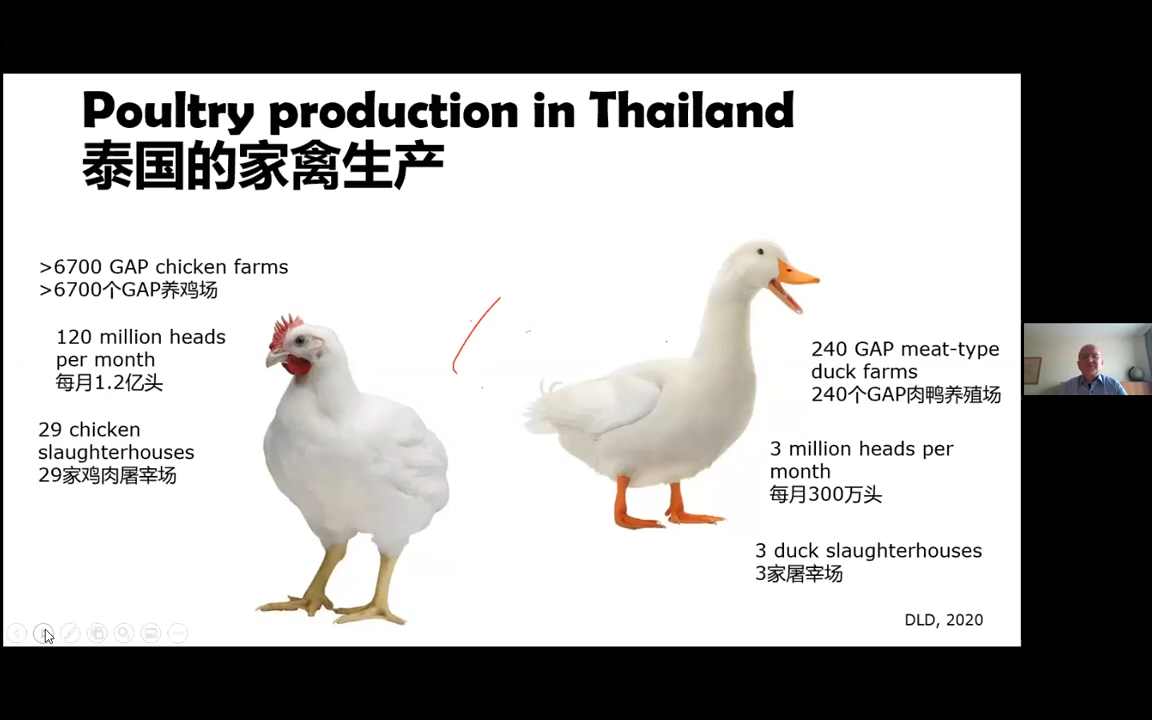 Poultry production in Thailand
泰国的家禽生产
>6700 GAP chicken farms
>6700个GAP养鸡场
120 million heads
per month
每月1.2亿头
29 chicken
slaughterhouses
29家鸡肉屠宰场
240 GAP meat-type
duck farms
240个GAP肉鸭养殖场
3 million heads per
month
每月300万头
3 duck slaughterhouses
3家屠宰场
DLD, 2020